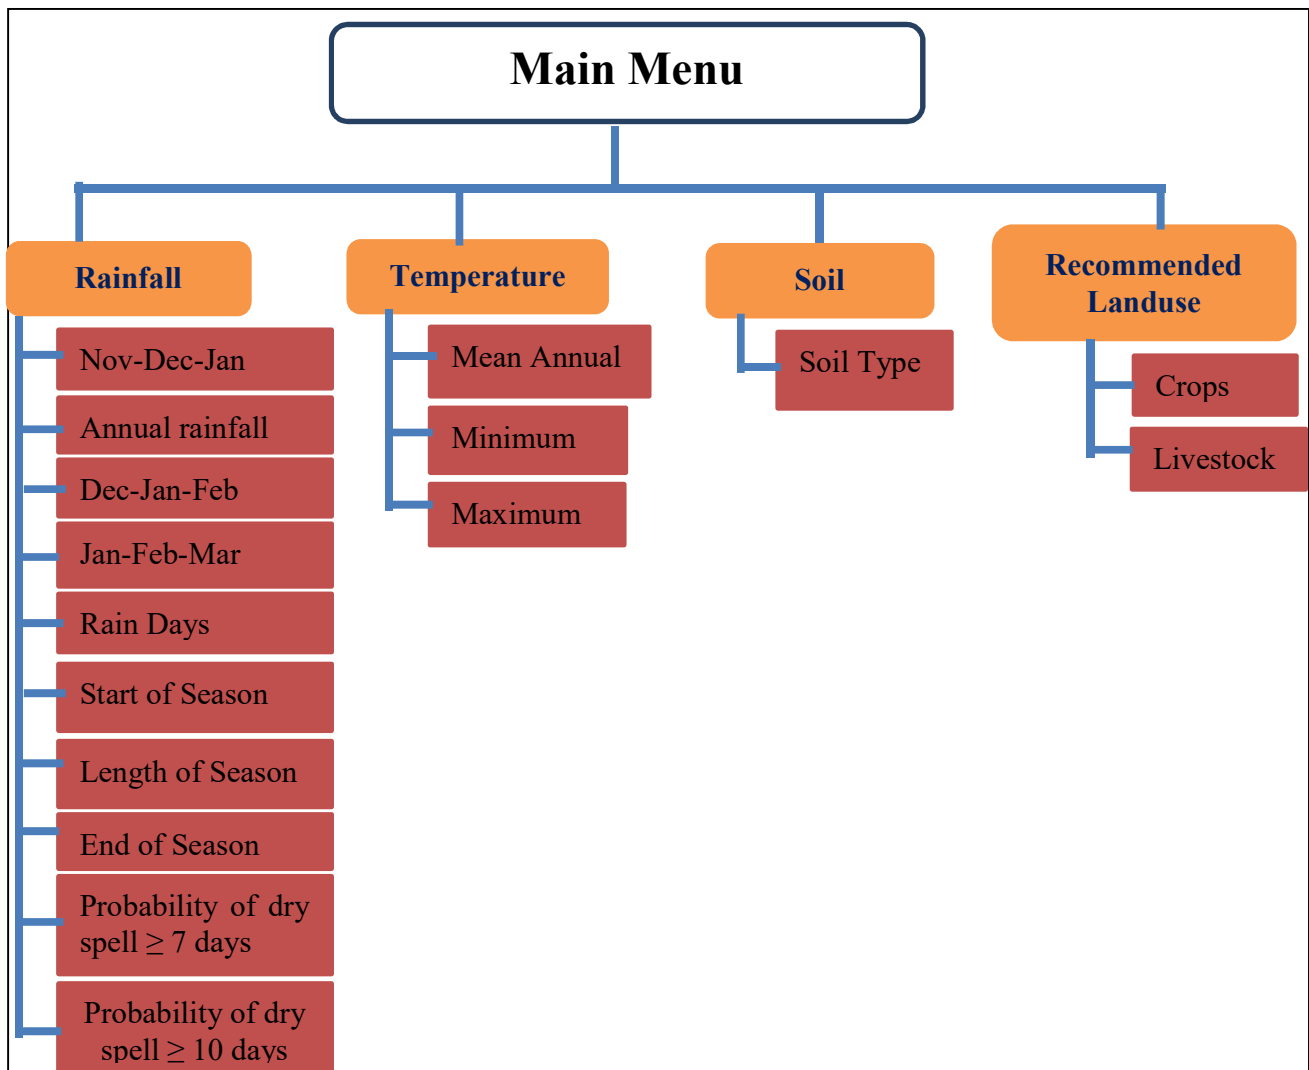 Main Menu
Rainfall
Nov-Dec-Jan
Annual rainfall
Dec-Jan-Feb
Jan-Feb-Mar
Rain Days
Start of Season
Length of Season
End of Season
Probability of dry
spell ≥ 7 days
Probability of dry
spell ≥ 10 days
Temperature
Mean Annual
Minimum
Maximum
Soil
Soil Type
Recommended
Landuse
Crops
Livestock